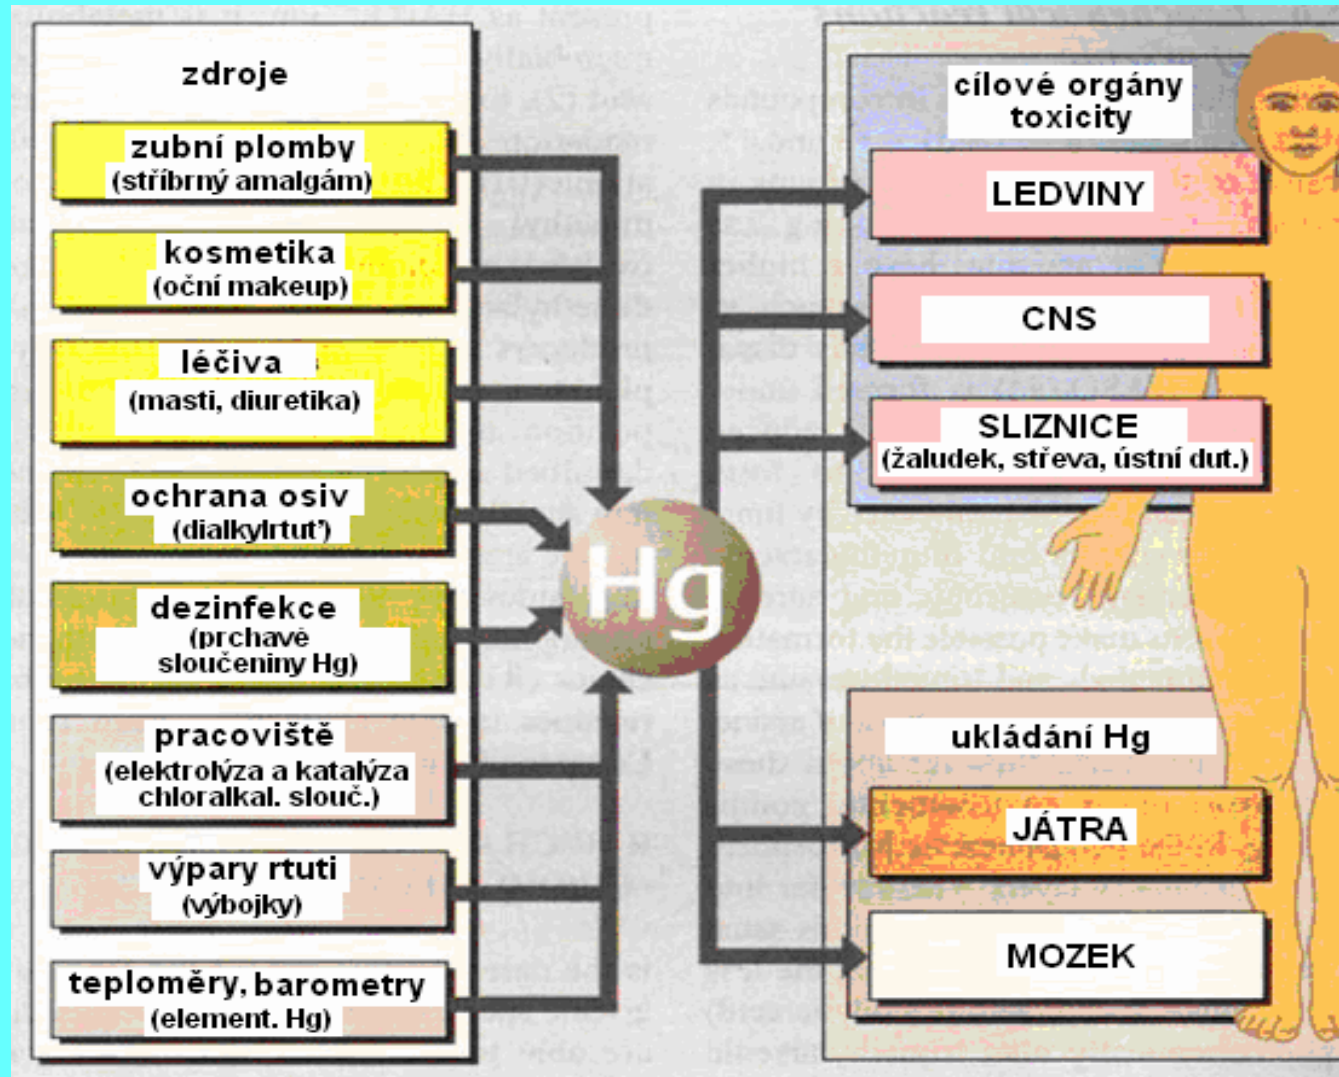 zdroje
zubní plomby
(stříbrný amalgám)
kosmetika
(oční makeup)
léčiva
(masti, diuretika)
ochrana osiv
(dialkylrtuť)
dezinfekce
(prchavé
sloučeniny Hg)
pracoviště
(elektrolýza a katalýza
chloralkal. slouč.)
výpary rtuti
(výbojky)
teploměry, barometry
(element. Hg)
Hg
cílové orgány
toxicity
LEDVINY
CNS
SLIZNICE
(žaludek, střeva, ústní dut.)
ukládání Hg
JÁTRA
MOZEK